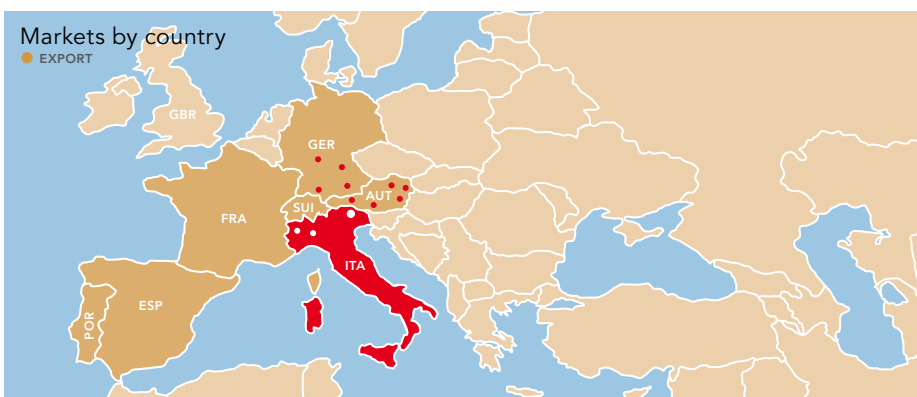 Markets by country
EXPORT
GBR
GER
AUT
SUI
FRA
ITA
ESP
POR